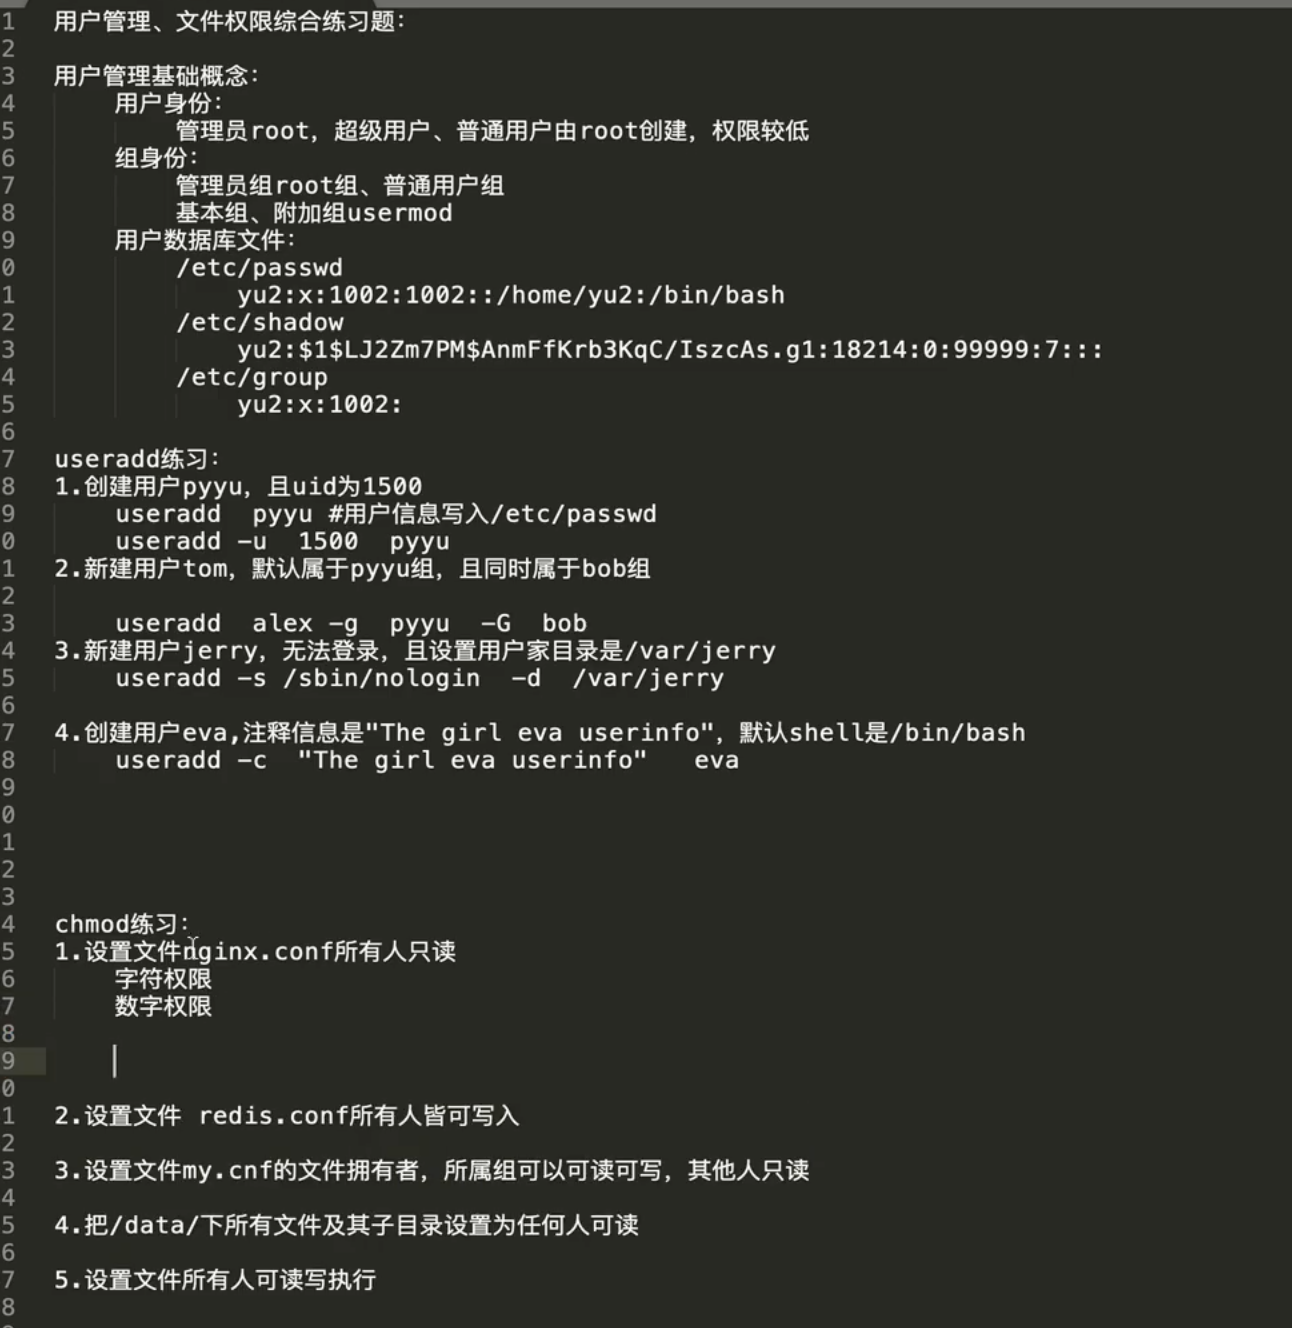 1 用户管理、文件权限综合练习题:
2
3 用户管理基础概念:
4 用户身份:
5 管理员root，超级用户、普通用户由root创建，权限较低
6 组身份:
7 管理员组root组、普通用户组
8 基本组、附加组usermod
9 用户数据库文件:
0 /etc/passwd
1 yu2:x:1002:1002::/home/yu2:/bin/bash
2 /etc/shadow
3 yu2:$1$LJ2Zm7PM$AnmFfKrb3KqC/IszcAs.g1:18214:0:99999:7:::
4 /etc/group
5 yu2:x:1002:
6
7 useradd练习:
8 1.创建用户pyyu，且uid为1500
9 useradd  pyyu #用户信息写入/etc/passwd
0 useradd -u  1500  pyyu
1 2.新建用户tom，默认属于pyyu组，且同时属于bob组
2
3 useradd  alex -g  pyyu  -G  bob
4 3.新建用户jerry，无法登录，且设置用户家目录是/var/jerry
5 useradd -s /sbin/nologin  -d  /var/jerry
6
7 4.创建用户eva,注释信息是"The girl eva userinfo"，默认shell是/bin/bash
8 useradd -c  "The girl eva userinfo"   eva
9
0
1
2
3
4 chmod练习:
5 1.设置文件nginx.conf所有人只读
6 字符权限
7 数字权限
8
9
0
1 2.设置文件 redis.conf所有人皆可写入
2
3 3.设置文件my.cnf的文件拥有者，所属组可以可读可写，其他人只读
4
5 4.把/data/下所有文件及其子目录设置为任何人可读
6
7 5.设置文件所有人可读写执行
8